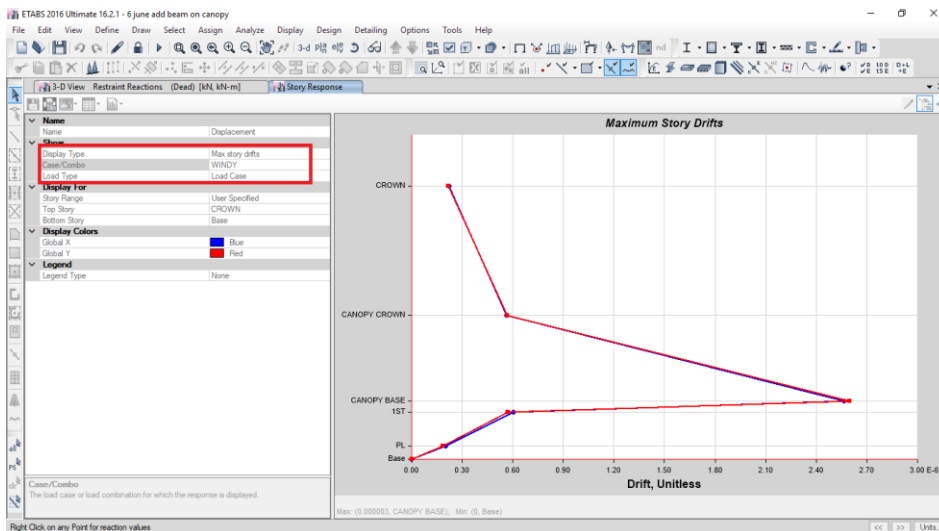 ETABS 2016 Ultimate 16.2.1 - 6 june add beam on canopy
File Edit View Define Draw Select Assign Analyze Display Design Detailing Options Tools Help
3-d
nd
3-D View Restraint Reactions (Dead) [kN, kN-m]
Story Response
Name
Name Displacement
Show
Display Type Max story drifts
Case/Combo WINDY
Load Type Load Case
Display For
Story Range User Specified
Top Story CROWN
Bottom Story Base
Display Colors
Global X Blue
Global Y Red
Legend
Legend Type None
all
PS
clr
Case/Combo
The load case or load combination for which the response is displayed.
Maximum Story Drifts
CROWN
CANOPY CROWN
CANOPY BASE
1ST
PL
Base
0.00 0.30 0.60 0.90 1.20 1.50 1.80 2.10 2.40 2.70 3.00 E-6
Drift, Unitless
Max: (0.000003, CANOPY BASE); Min: (0, Base)
Right Click on any Point for reaction values
<< >> Units.